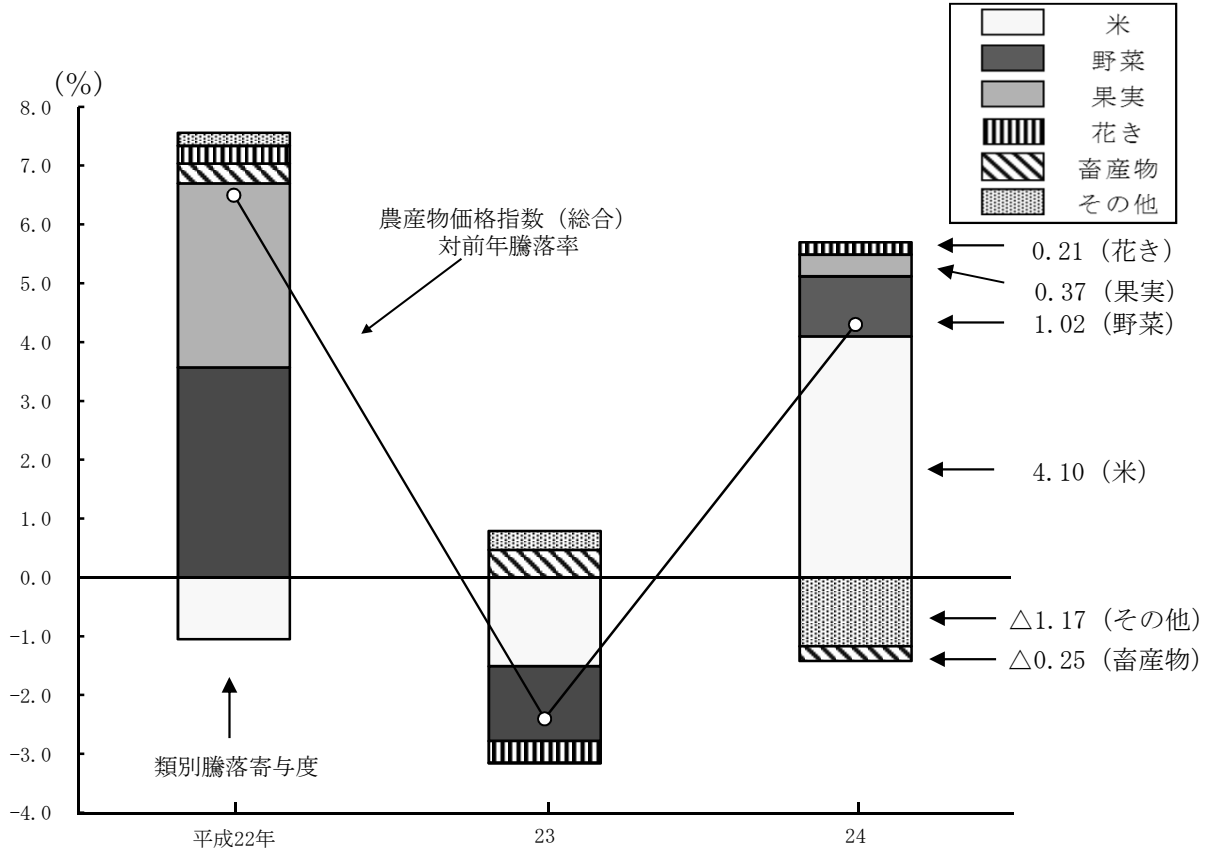 米
野菜
果実
花き
畜産物
その他
(%)
8.0
7.0
6.0
5.0
4.0
3.0
2.0
1.0
0.0
-1.0
-2.0
-3.0
-4.0
農産物価格指数（総合）
対前年騰落率
0.21（花き）
0.37（果実）
1.02（野菜）
4.10（米）
△1.17（その他）
△0.25（畜産物）
類別騰落寄与度
平成22年
23
24